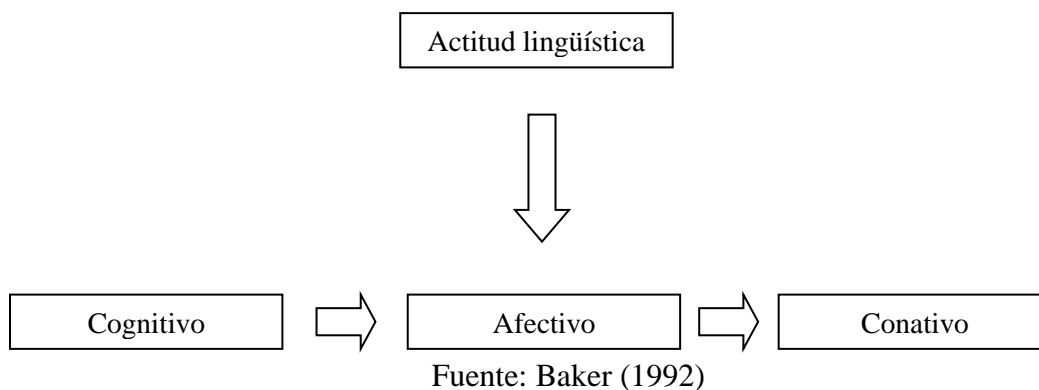 Actitud lingüística
Cognitivo
Afectivo
Conativo
Fuente: Baker (1992)